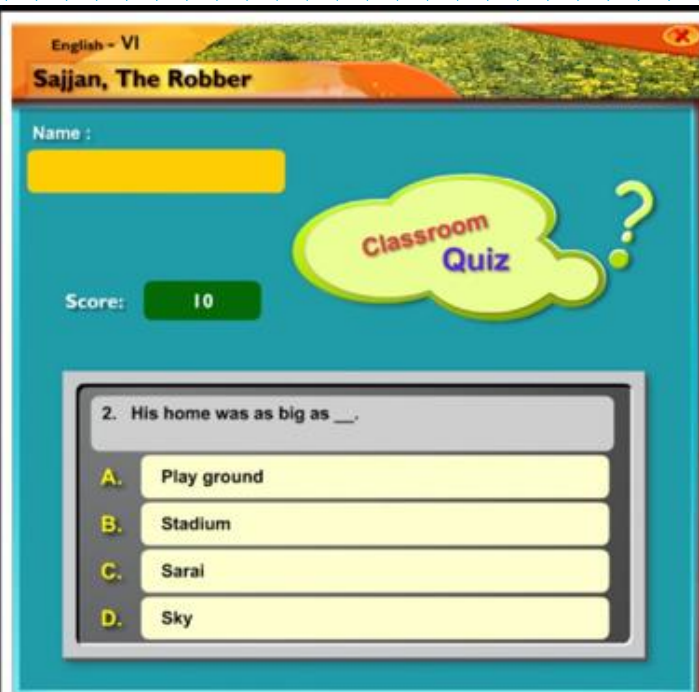 English - VI
Sajjan, The Robber
Name :
Classroom
Quiz
?
Score: 10
2. His home was as big as __.
A. Play ground
B. Stadium
C. Sarai
D. Sky